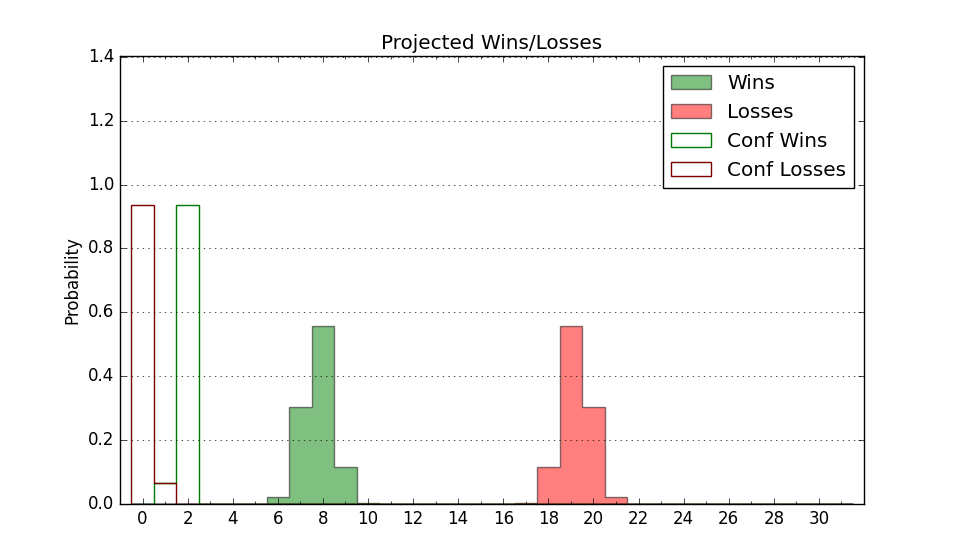 Projected Wins/Losses
1.4
1.2
1.0
0.8
0.6
0.4
0.2
0.0
Probability
Wins
Losses
Conf Wins
Conf Losses
0 2 4 6 8 10 12 14 16 18 20 22 24 26 28 30